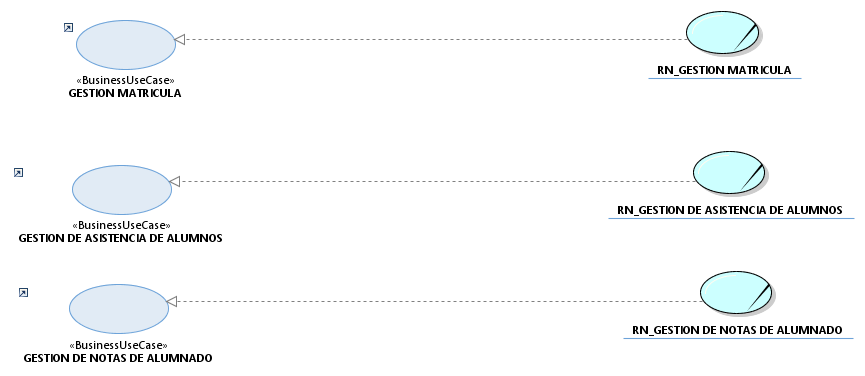 «BusinessUseCase»
GESTION MATRICULA
RN_GESTION MATRICULA
«BusinessUseCase»
GESTION DE ASISTENCIA DE ALUMNOS
RN_GESTION DE ASISTENCIA DE ALUMNOS
«BusinessUseCase»
GESTION DE NOTAS DE ALUMNADO
RN_GESTION DE NOTAS DE ALUMNADO